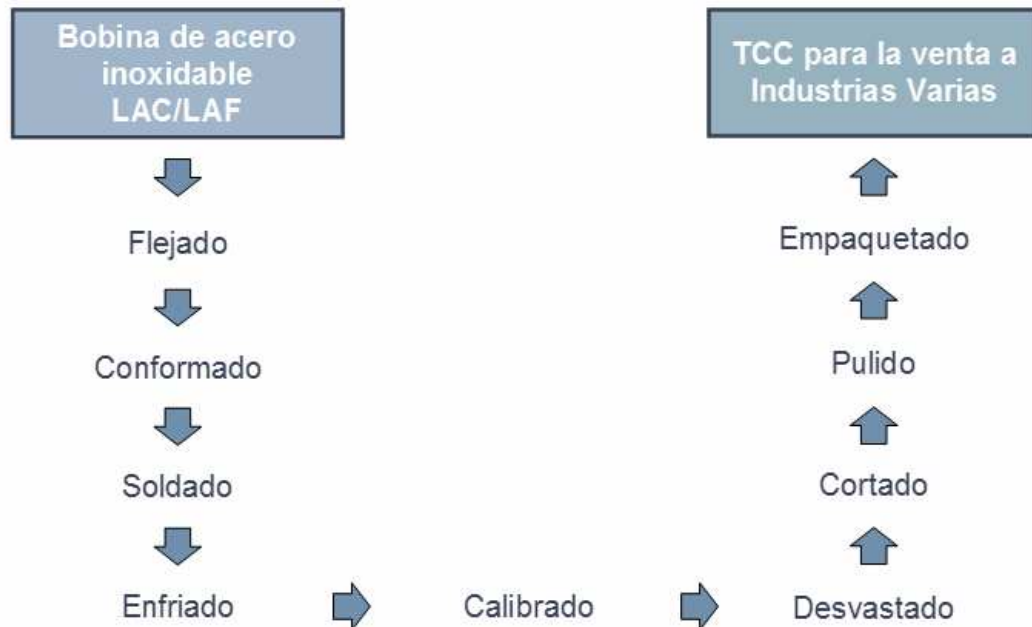 Bobina de acero
inoxidable
LAC/LAF
Flejado
Conformado
Soldado
Enfriado
Calibrado
Desvastado
Cortado
Pulido
Empaquetado
TCC para la venta a
Industrias Varias